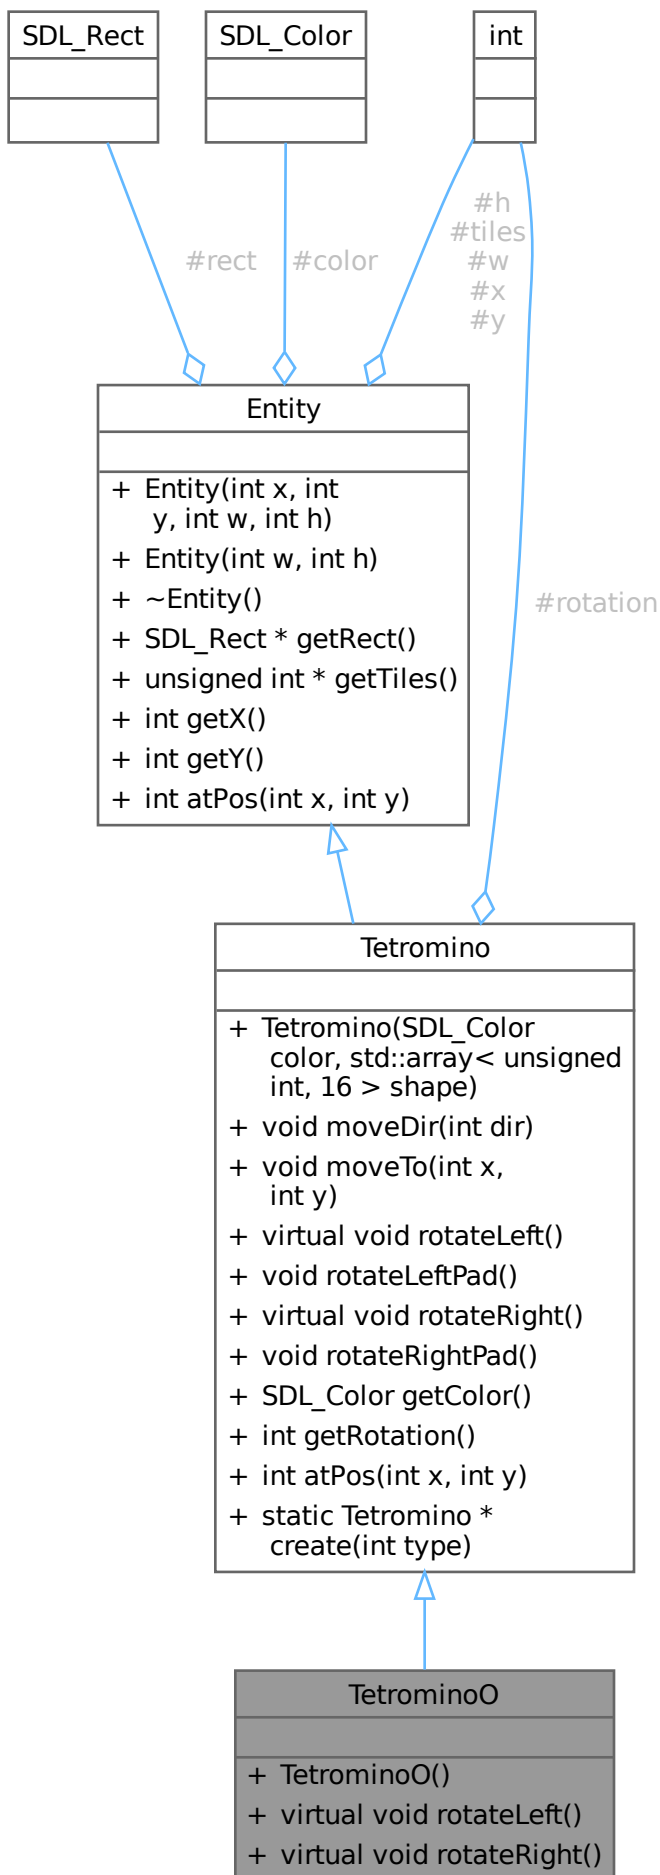 SDL_Rect
SDL_Color
int
#h
#tiles
#w
#x
#y
#rect
#color
Entity
+ Entity(int x, int
y, int w, int h)
+ Entity(int w, int h)
+ ~Entity()
+ SDL_Rect * getRect()
+ unsigned int * getTiles()
+ int getX()
+ int getY()
+ int atPos(int x, int y)
#rotation
Tetromino
+ Tetromino(SDL_Color
color, std::array< unsigned
int, 16 > shape)
+ void moveDir(int dir)
+ void moveTo(int x,
int y)
+ virtual void rotateLeft()
+ void rotateLeftPad()
+ virtual void rotateRight()
+ void rotateRightPad()
+ SDL_Color getColor()
+ int getRotation()
+ int atPos(int x, int y)
+ static Tetromino *
create(int type)
TetrominoO
+ TetrominoO()
+ virtual void rotateLeft()
+ virtual void rotateRight()